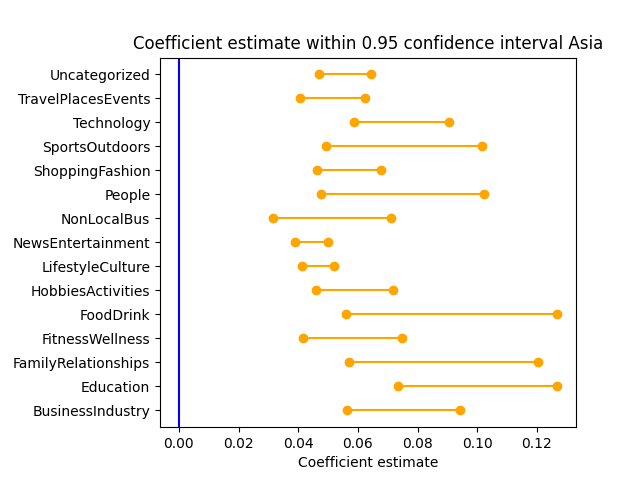 Coefficient estimate within 0.95 confidence interval Asia
Uncategorized
TravelPlacesEvents
Technology
SportsOutdoors
ShoppingFashion
People
NonLocalBus
NewsEntertainment
LifestyleCulture
HobbiesActivities
FoodDrink
FitnessWellness
FamilyRelationships
Education
BusinessIndustry
0.00 0.02 0.04 0.06 0.08 0.10 0.12
Coefficient estimate